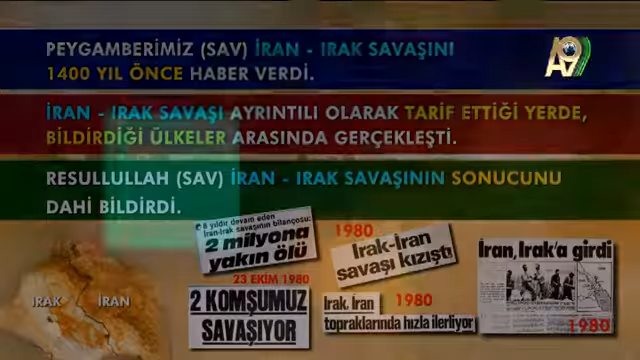 PEYGAMBERİMİZ (SAV) İRAN - IRAK SAVAŞINI
1400 YIL ÖNCE HABER VERDİ.
A9
İRAN - IRAK SAVAŞI AYRINTILI OLARAK TARİF ETTİĞİ YERDE,
BİLDİRDİĞİ ÜLKELER ARASINDA GERÇEKLEŞTİ.
RESULLULLAH (SAV) İRAN - IRAK SAVAŞININ SONUCUNU
DAHİ BİLDİRDİ.
8 yıldır devam eden
İran-Irak savaşının bilançosu:
2 milyona
yakın ölü
1980
Irak-İran
savaşı kızıştı
İran, Irak'a girdi
1980
23 EKİM 1980
2 KOMŞUMUZ
SAVAŞIYOR
1980
Irak, İran
topraklarında hızla ilerliyor
IRAK
İRAN